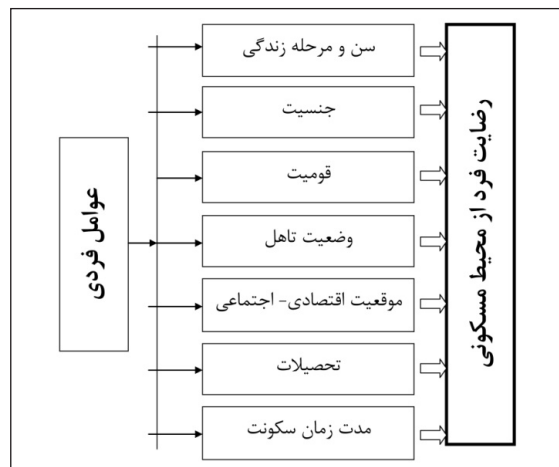 عوامل فردی
سن و مرحله زندگی
جنسیت
قومیت
وضعیت تاهل
موقعیت اقتصادی- اجتماعی
تحصیلات
مدت زمان سکونت
رضایت فرد از محیط مسکونی